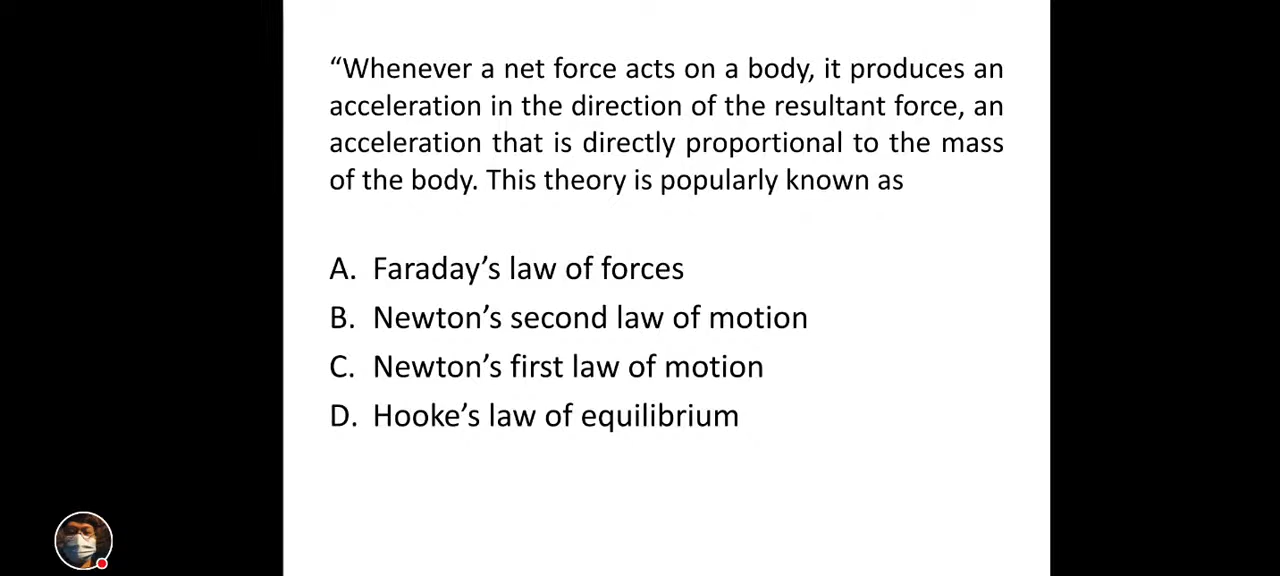 “Whenever a net force acts on a body, it produces an
acceleration in the direction of the resultant force, an
acceleration that is directly proportional to the mass
of the body. This theory is popularly known as
A. Faraday’s law of forces
B. Newton’s second law of motion
C. Newton’s first law of motion
D. Hooke’s law of equilibrium